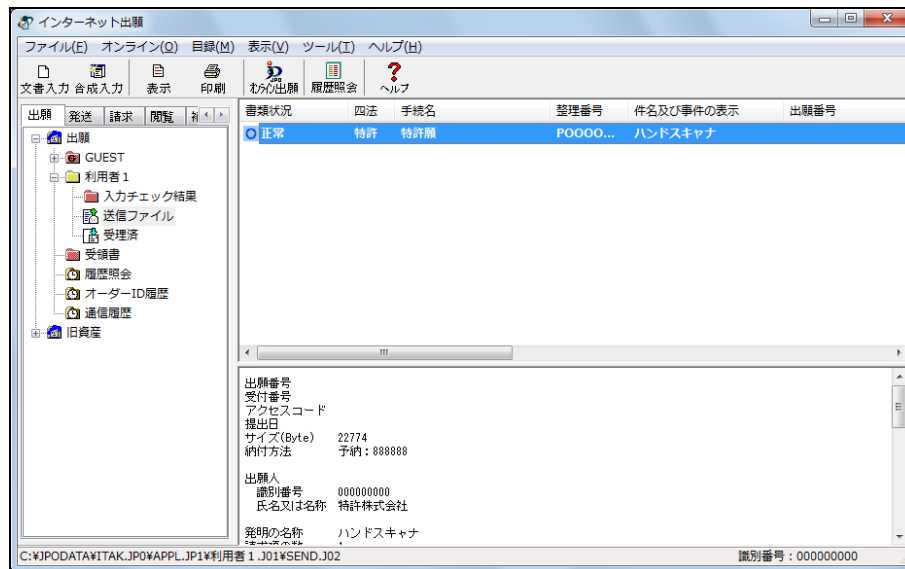 インターネット出願
ファイル(F) オンライン(O) 目録(M) 表示(V) ツール(T) ヘルプ(H)
文書入力 合成入力 表示 印刷 オンライン出願 履歴照会 ヘルプ
出願 発送 請求 閲覧
書類状況 四法 手続名 整理番号 件名及び事件の表示 出願番号
正常 特許 特許願 POOOO... ハンドスキャナ
出願
GUEST
利用者1
入力チェック結果
送信ファイル
受理済
受領書
履歴照会
オーダーID履歴
通信履歴
旧資産
出願番号
受付番号
アクセスコード
提出日
サイズ(Byte) 22774
納付方法 予納:888888
出願人
識別番号 000000000
氏名又は名称 特許株式会社
発明の名称 ハンドスキャナ
C:¥JPODATA¥ITAK.JP0¥APPL.JP1¥利用者1.J01¥SEND.J02 識別番号:000000000